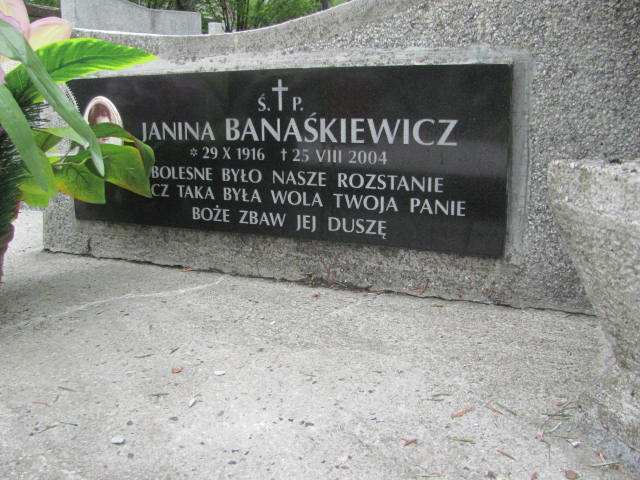 Ś. P.
JANINA BANAŚKIEWICZ
* 29 X 1916 † 25 VIII 2004
BOLESNE BYŁO NASZE ROZSTANIE
CZ TAKA BYŁA WOLA TWOJA PANIE
BOŻE ZBAW JEJ DUSZĘ